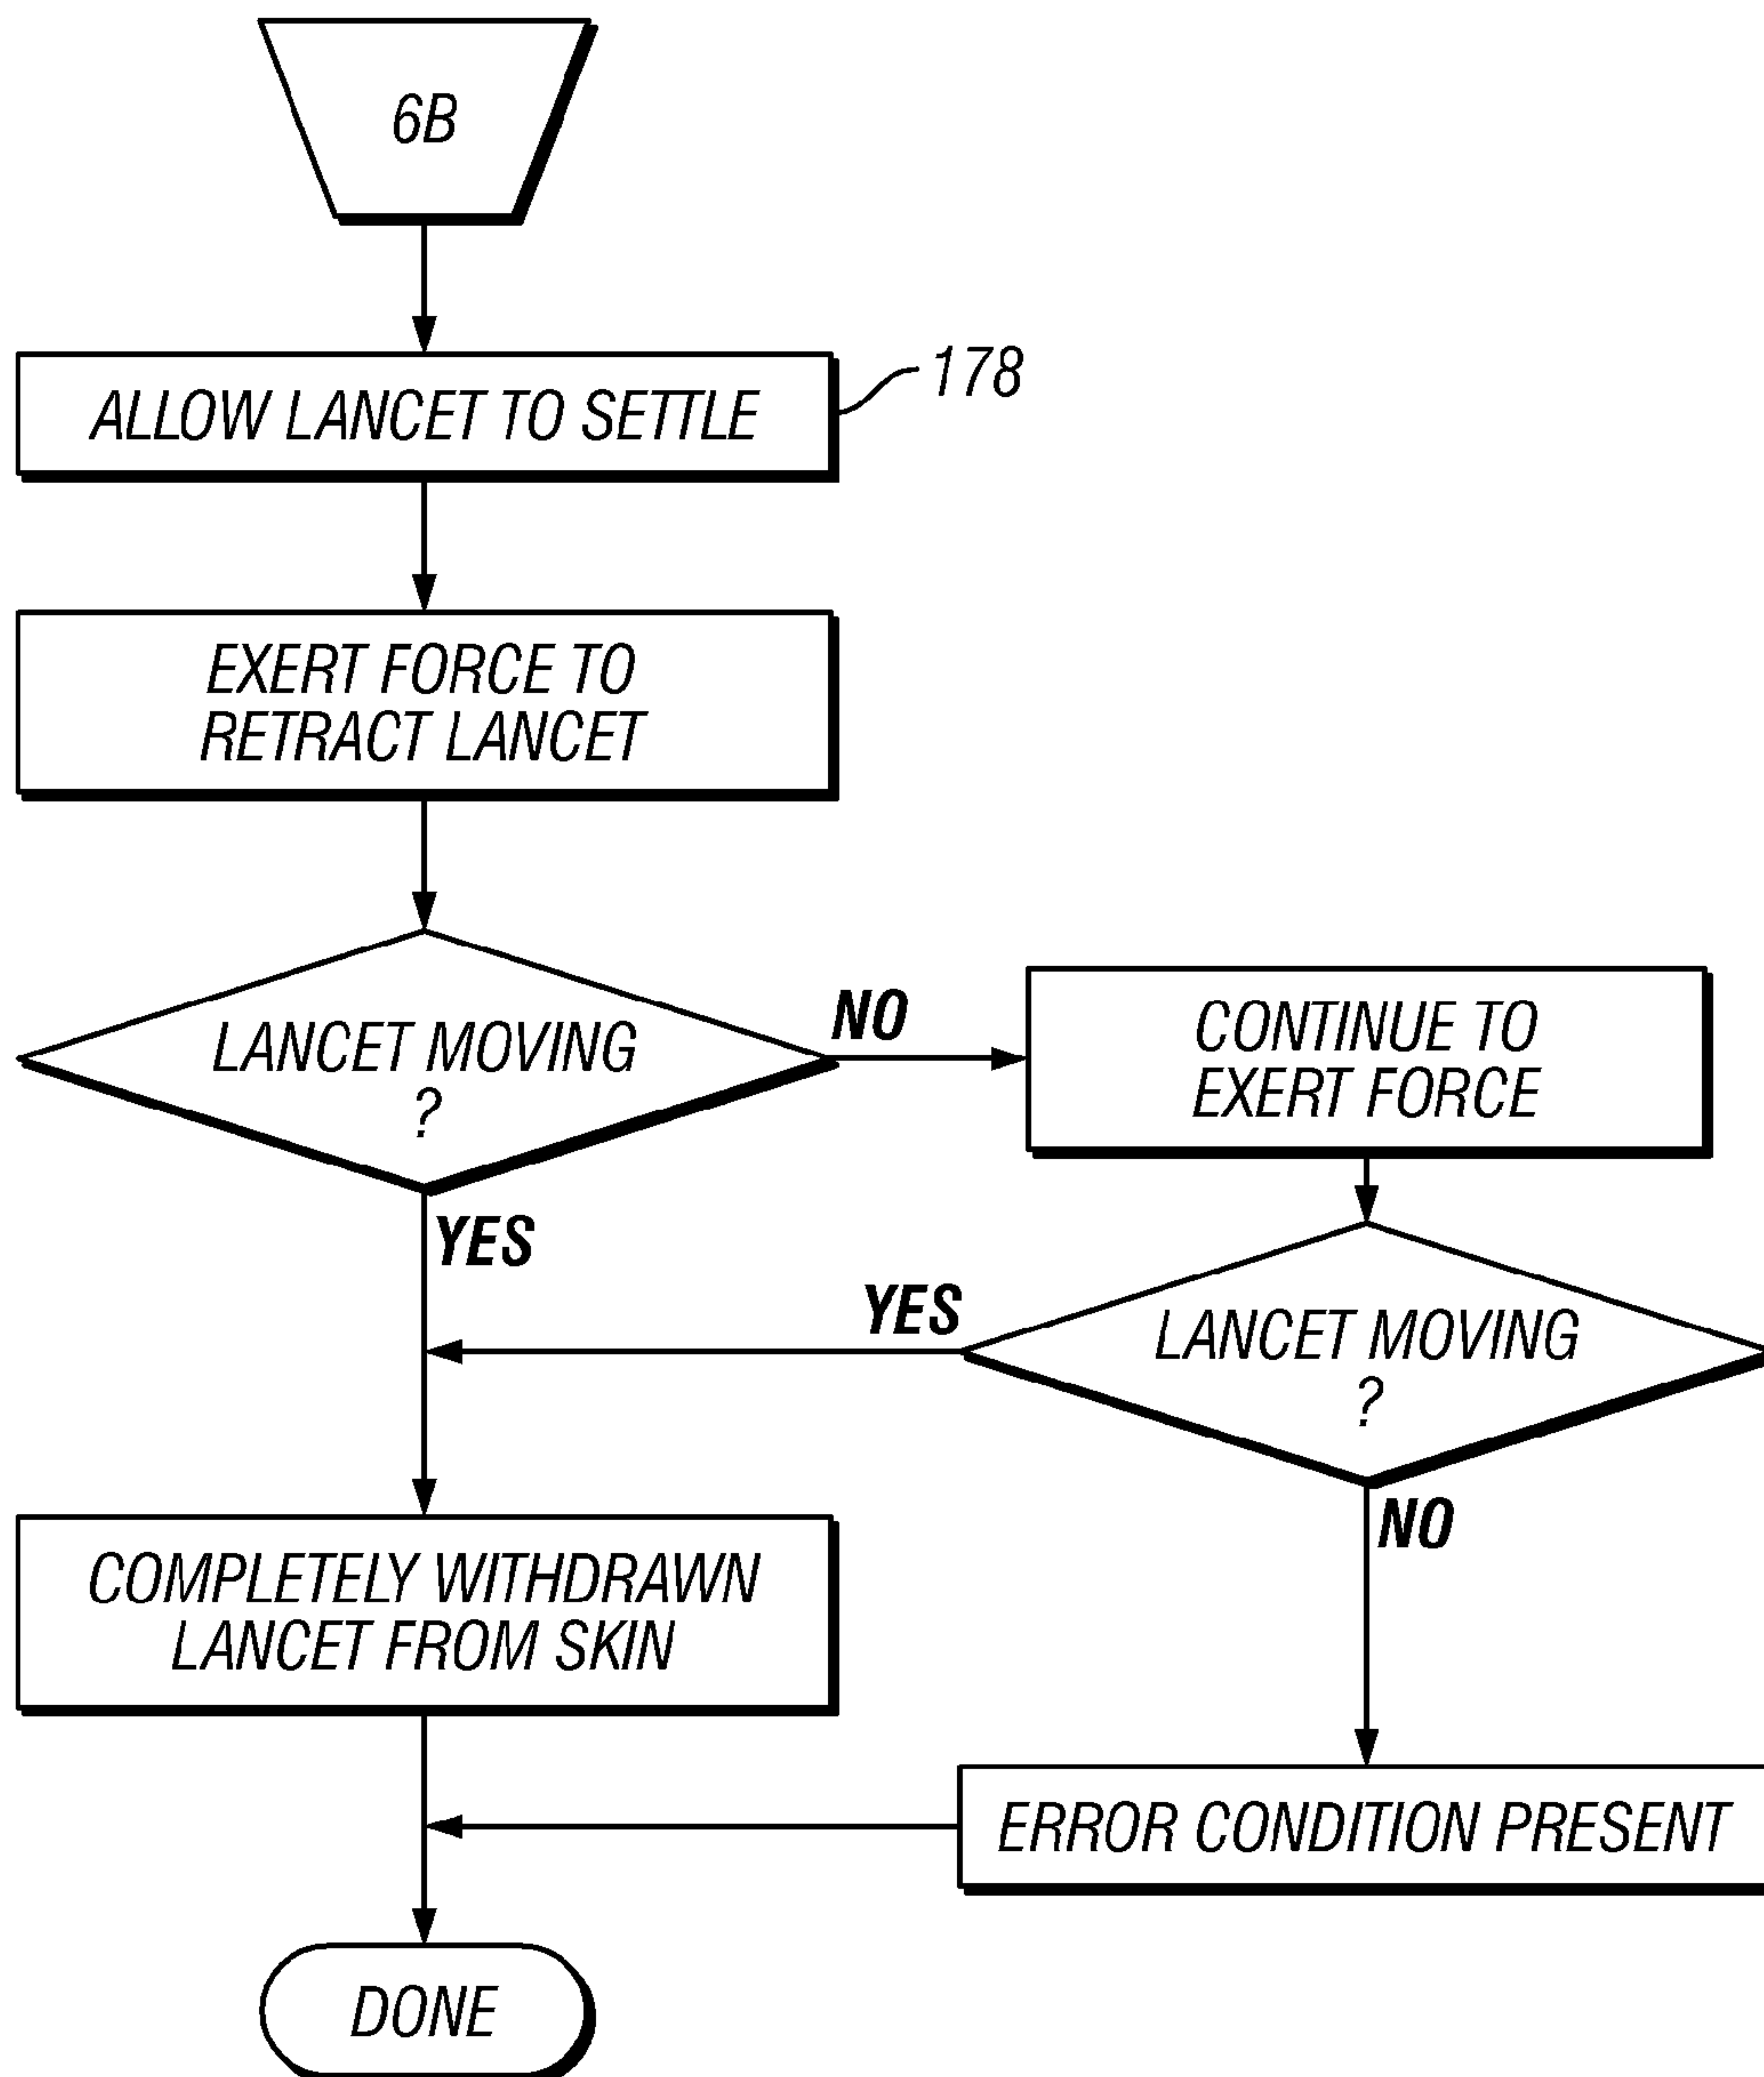 6B
ALLOW LANCET TO SETTLE
178
EXERT FORCE TO
RETRACT LANCET
LANCET MOVING
?
NO
CONTINUE TO
EXERT FORCE
YES
LANCET MOVING
?
YES
NO
COMPLETELY WITHDRAWN
LANCET FROM SKIN
ERROR CONDITION PRESENT
DONE